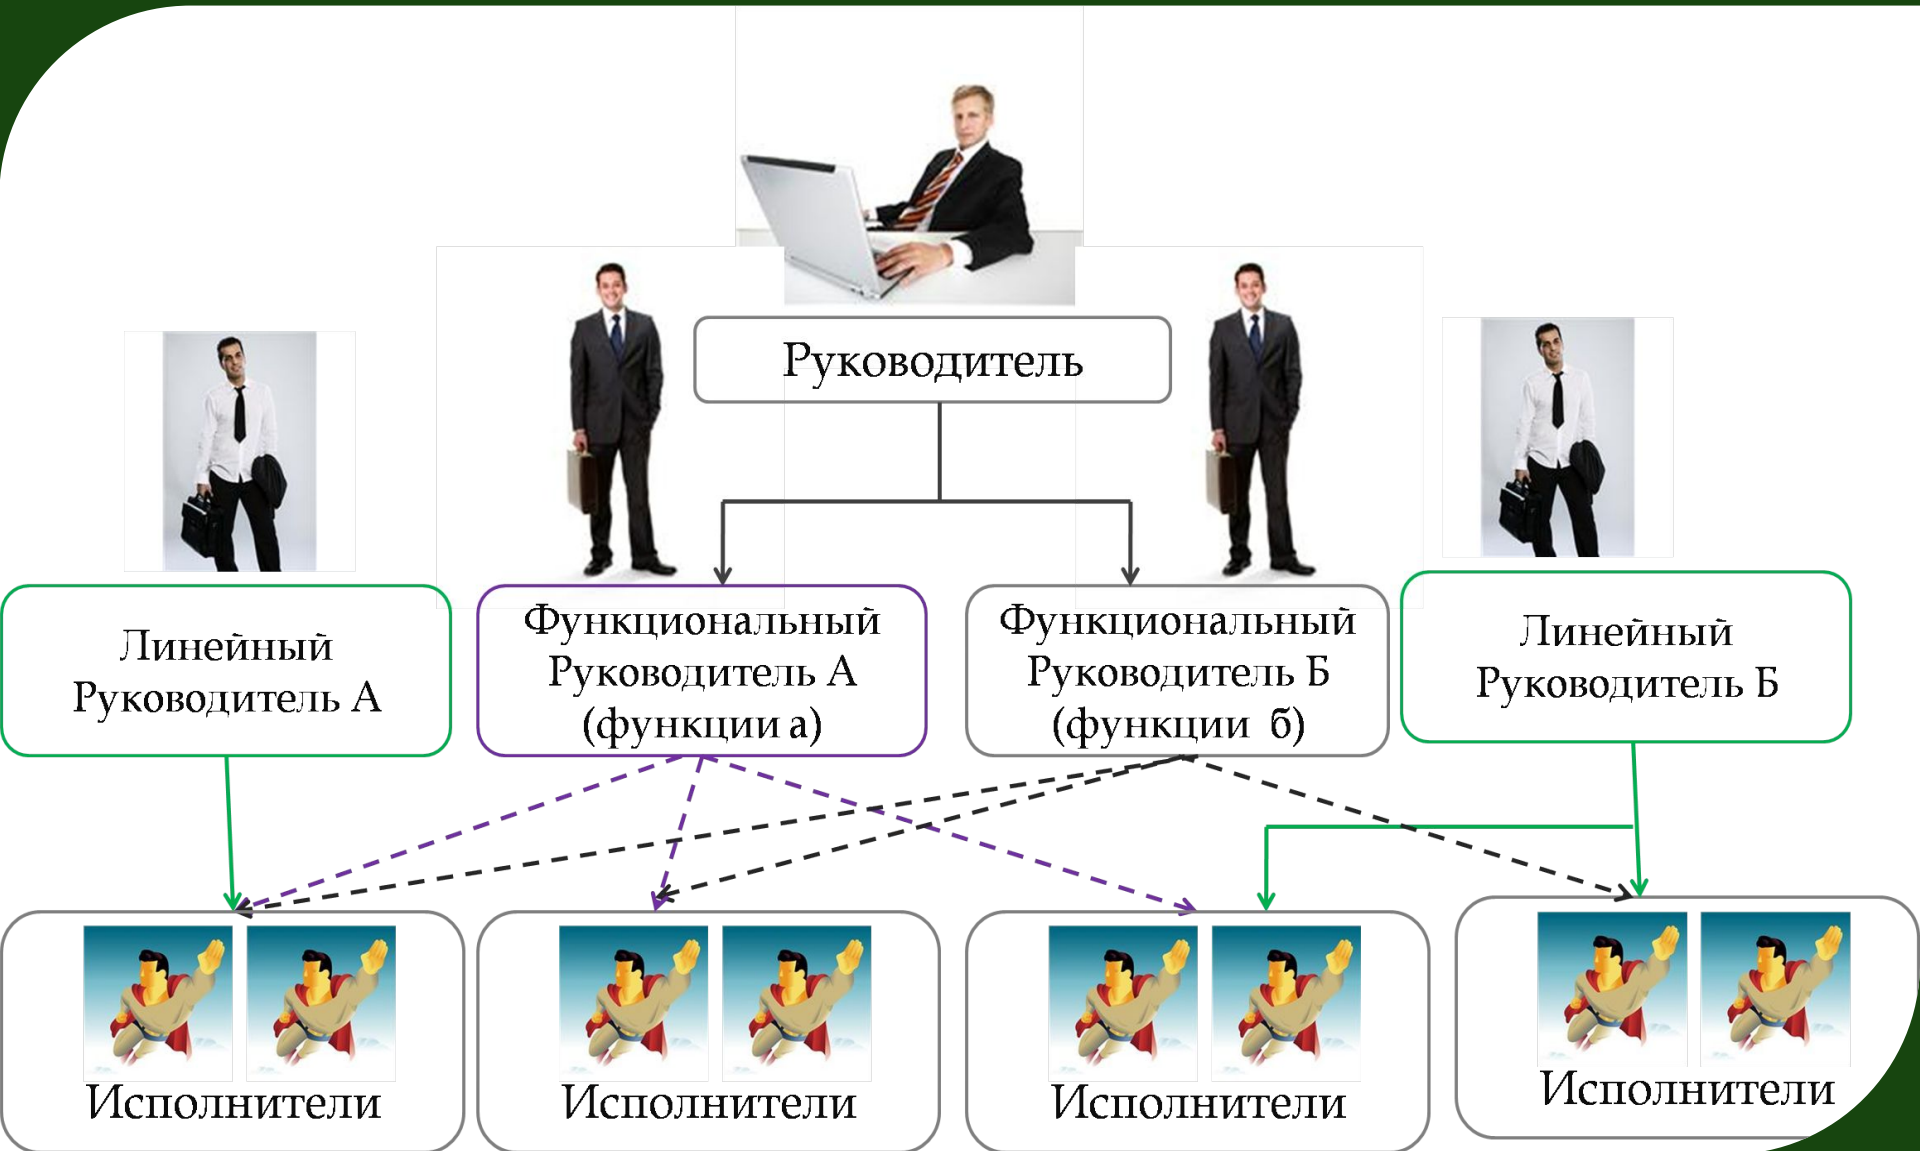 Руководитель
Линейный
Руководитель А
Функциональный
Руководитель А
(функции а)
Функциональный
Руководитель Б
(функции б)
Линейный
Руководитель Б
Исполнители
Исполнители
Исполнители
Исполнители